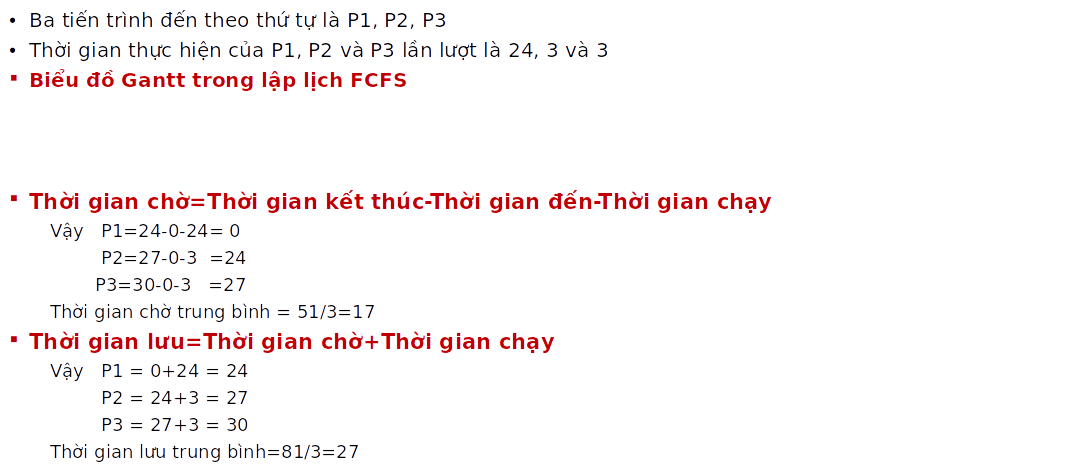 • Ba tiến trình đến theo thứ tự là P1, P2, P3
• Thời gian thực hiện của P1, P2 và P3 lần lượt là 24, 3 và 3
▪ Biểu đồ Gantt trong lập lịch FCFS
▪ Thời gian chờ=Thời gian kết thúc-Thời gian đến-Thời gian chạy
Vậy P1=24-0-24= 0
P2=27-0-3 =24
P3=30-0-3 =27
Thời gian chờ trung bình = 51/3=17
▪ Thời gian lưu=Thời gian chờ+Thời gian chạy
Vậy P1 = 0+24 = 24
P2 = 24+3 = 27
P3 = 27+3 = 30
Thời gian lưu trung bình=81/3=27